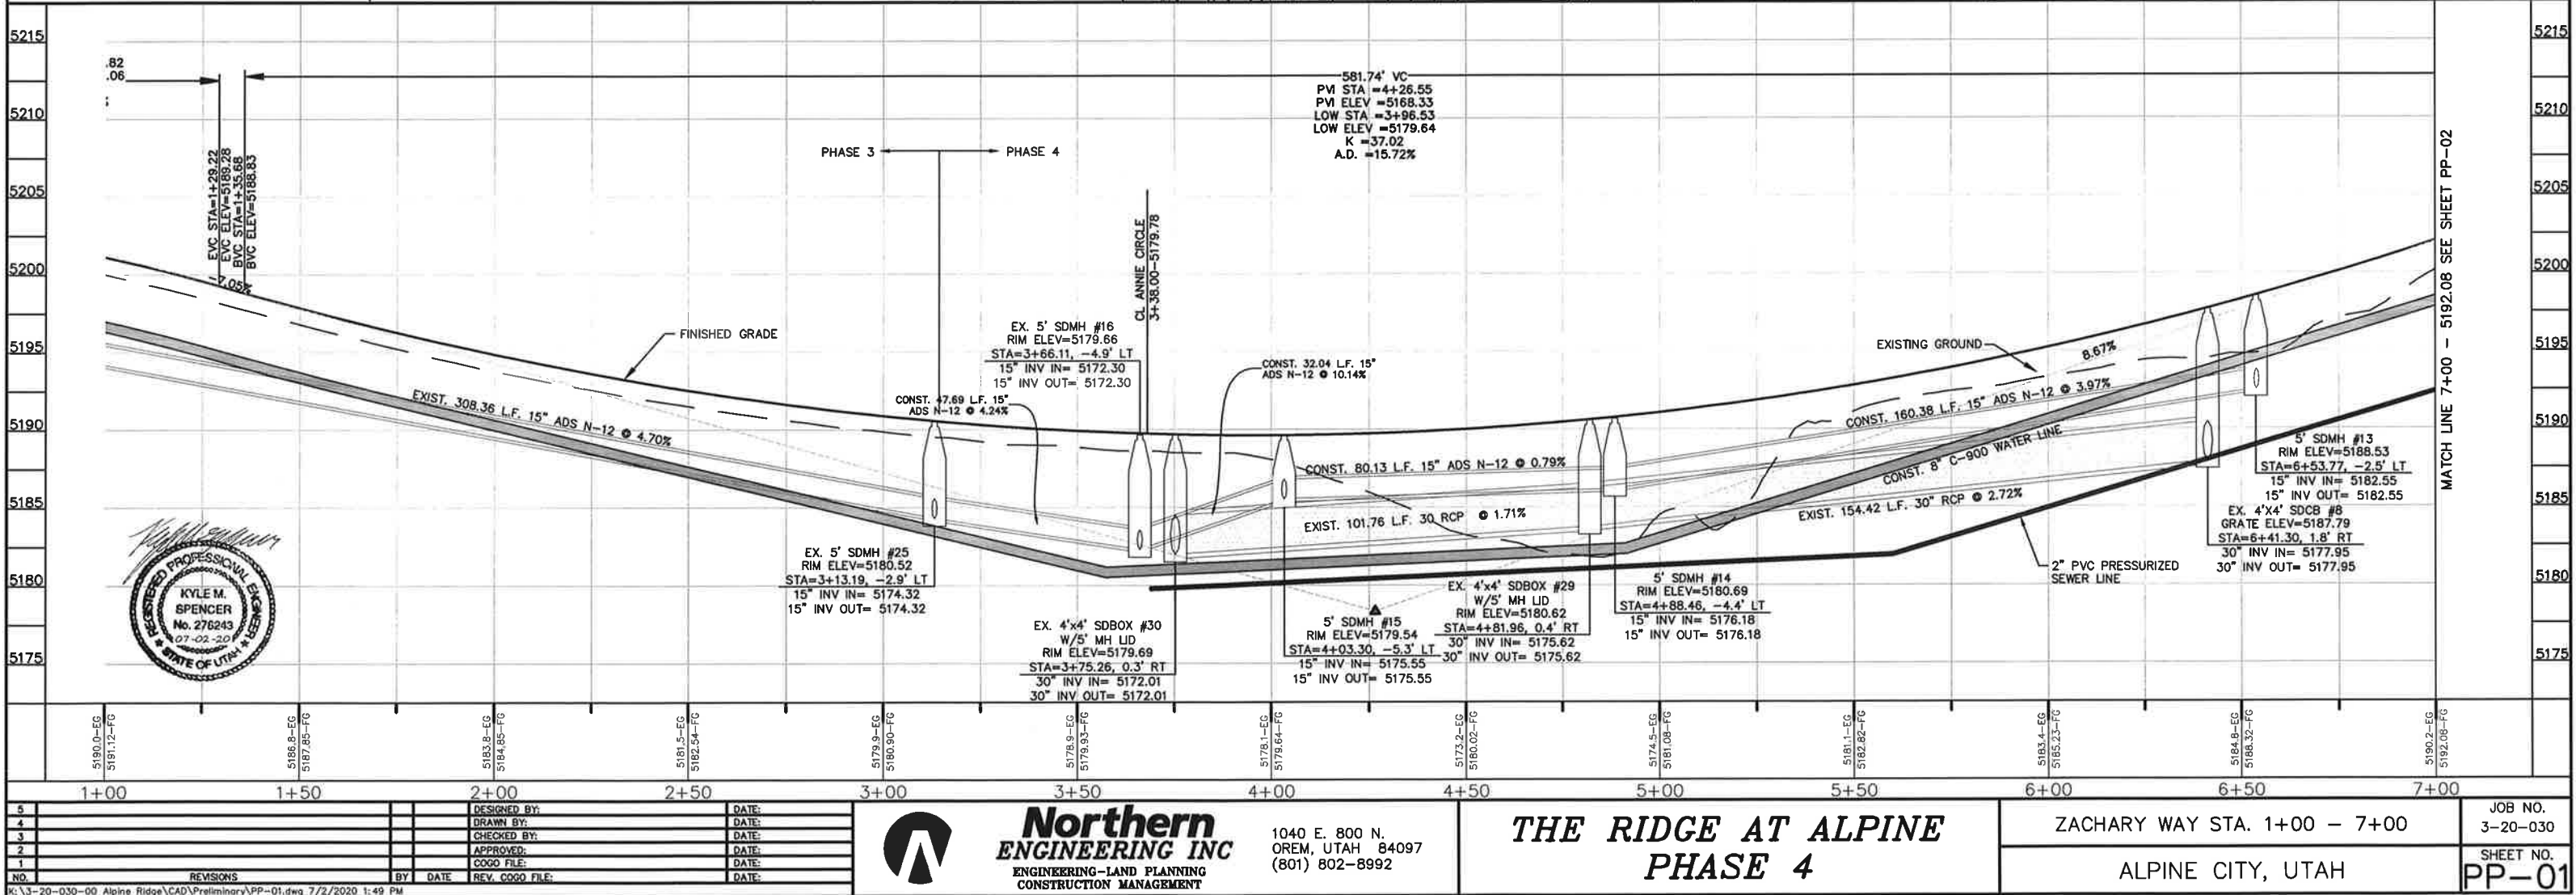 5215
5210
5205
5200
5195
5190
5185
5180
5175
5215
5210
5205
5200
5195
5190
5185
5180
5175
.82
.06
EVC STA=1+29.22
EVC ELEV=5189.28
BVC STA=1+35.68
BVC ELEV=5188.83
-7.05%
581.74' VC
PVI STA =4+26.55
PVI ELEV =5168.33
LOW STA =3+96.53
LOW ELEV =5179.64
K =37.02
A.D. =15.72%
PHASE 3
PHASE 4
CL ANNIE CIRCLE
3+38.00-5179.78
FINISHED GRADE
EX. 5' SDMH #16
RIM ELEV=5179.66
STA=3+66.11, -4.9' LT
15" INV IN= 5172.30
15" INV OUT= 5172.30
CONST. 32.04 L.F. 15"
ADS N-12 @ 10.14%
CONST. 47.69 L.F. 15"
ADS N-12 @ 4.24%
EXIST. 308.36 L.F. 15" ADS N-12 @ 4.70%
CONST. 80.13 L.F. 15" ADS N-12 @ 0.79%
EXIST. 101.76 L.F. 30 RCP @ 1.71%
EXISTING GROUND
8.67%
CONST. 160.38 L.F. 15" ADS N-12 @ 3.97%
CONST. 8" C-900 WATER LINE
EXIST. 154.42 L.F. 30" RCP @ 2.72%
MATCH LINE 7+00 - 5192.08 SEE SHEET PP-02
5' SDMH #13
RIM ELEV=5188.53
STA=6+53.77, -2.5' LT
15" INV IN= 5182.55
15" INV OUT= 5182.55
EX. 4'X4' SDCB #8
GRATE ELEV=5187.79
STA=6+41.30, 1.8' RT
30" INV IN= 5177.95
30" INV OUT= 5177.95
2" PVC PRESSURIZED
SEWER LINE
EX. 5' SDMH #25
RIM ELEV=5180.52
STA=3+13.19, -2.9' LT
15" INV IN= 5174.32
15" INV OUT= 5174.32
EX. 4'x4' SDBOX #30
W/5' MH LID
RIM ELEV=5179.69
STA=3+75.26, 0.3' RT
30" INV IN= 5172.01
30" INV OUT= 5172.01
5' SDMH #15
RIM ELEV=5179.54
STA=4+03.30, -5.3' LT
15" INV IN= 5175.55
15" INV OUT= 5175.55
EX. 4'x4' SDBOX #29
W/5' MH LID
RIM ELEV=5180.62
STA=4+81.96, 0.4' RT
30" INV IN= 5175.62
30" INV OUT= 5175.62
5' SDMH #14
RIM ELEV=5180.69
STA=4+88.46, -4.4' LT
15" INV IN= 5176.18
15" INV OUT= 5176.18
REGISTERED PROFESSIONAL ENGINEER
KYLE M.
SPENCER
No. 276243
07-02-20
STATE OF UTAH
5190.0-EG
5191.12-FG
5186.8-EG
5187.85-FG
5183.8-EG
5184.85-FG
5181.5-EG
5182.54-FG
5179.9-EG
5180.90-FG
5178.9-EG
5179.93-FG
5178.1-EG
5179.64-FG
5173.2-EG
5180.02-FG
5174.5-EG
5181.08-FG
5181.1-EG
5182.82-FG
5183.4-EG
5185.23-FG
5184.8-EG
5188.32-FG
5190.2-EG
5192.08-FG
1+00 1+50 2+00 2+50 3+00 3+50 4+00 4+50 5+00 5+50 6+00 6+50 7+00
5 DESIGNED BY: DATE:
4 DRAWN BY: DATE:
3 CHECKED BY: DATE:
2 APPROVED: DATE:
1 COGO FILE: DATE:
NO. REVISIONS BY DATE REV. COGO FILE: DATE:
K:\3-20-030-00 Alpine Ridge\CAD\Preliminary\PP-01.dwg 7/2/2020 1:49 PM
Northern
ENGINEERING INC
ENGINEERING-LAND PLANNING
CONSTRUCTION MANAGEMENT
1040 E. 800 N.
OREM, UTAH 84097
(801) 802-8992
THE RIDGE AT ALPINE
PHASE 4
ZACHARY WAY STA. 1+00 - 7+00
ALPINE CITY, UTAH
JOB NO.
3-20-030
SHEET NO.
PP-01